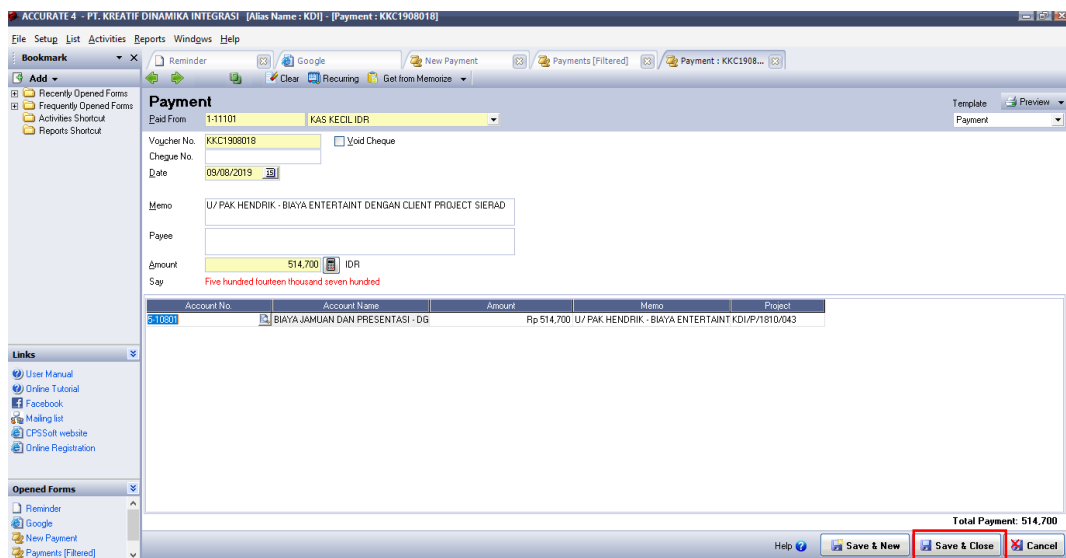 ACCURATE 4 - PT. KREATIF DINAMIKA INTEGRASI [Alias Name : KDI] - [Payment : KKC1908018]
File Setup List Activities Reports Windows Help
Bookmark
Reminder Google New Payment Payments [Filtered] Payment : KKC1908...
Add
Clear Recuring Get from Memorize
Recently Opened Forms
Frequently Opened Forms
Activities Shortcut
Reports Shortcut
Payment
Template Preview
Paid From 1-11101 KAS KECIL IDR
Payment
Voucher No. KKC1908018 Void Cheque
Cheque No.
Date 09/08/2019 15
Memo U/ PAK HENDRIK - BIAYA ENTERTAINT DENGAN CLIENT PROJECT SIERAD
Payee
Amount 514,700 IDR
Say Five hundred fourteen thousand seven hundred
Account No. Account Name Amount Memo Project
5-10801 BIAYA JAMUAN DAN PRESENTASI - DG Rp 514,700 U/ PAK HENDRIK - BIAYA ENTERTAINT KDI/P/1810/043
Links
User Manual
Online Tutorial
Facebook
Mailing list
CPSSoft website
Online Registration
Opened Forms
Reminder
Google
New Payment
Payments [Filtered]
Total Payment: 514,700
Help Save & New Save & Close Cancel